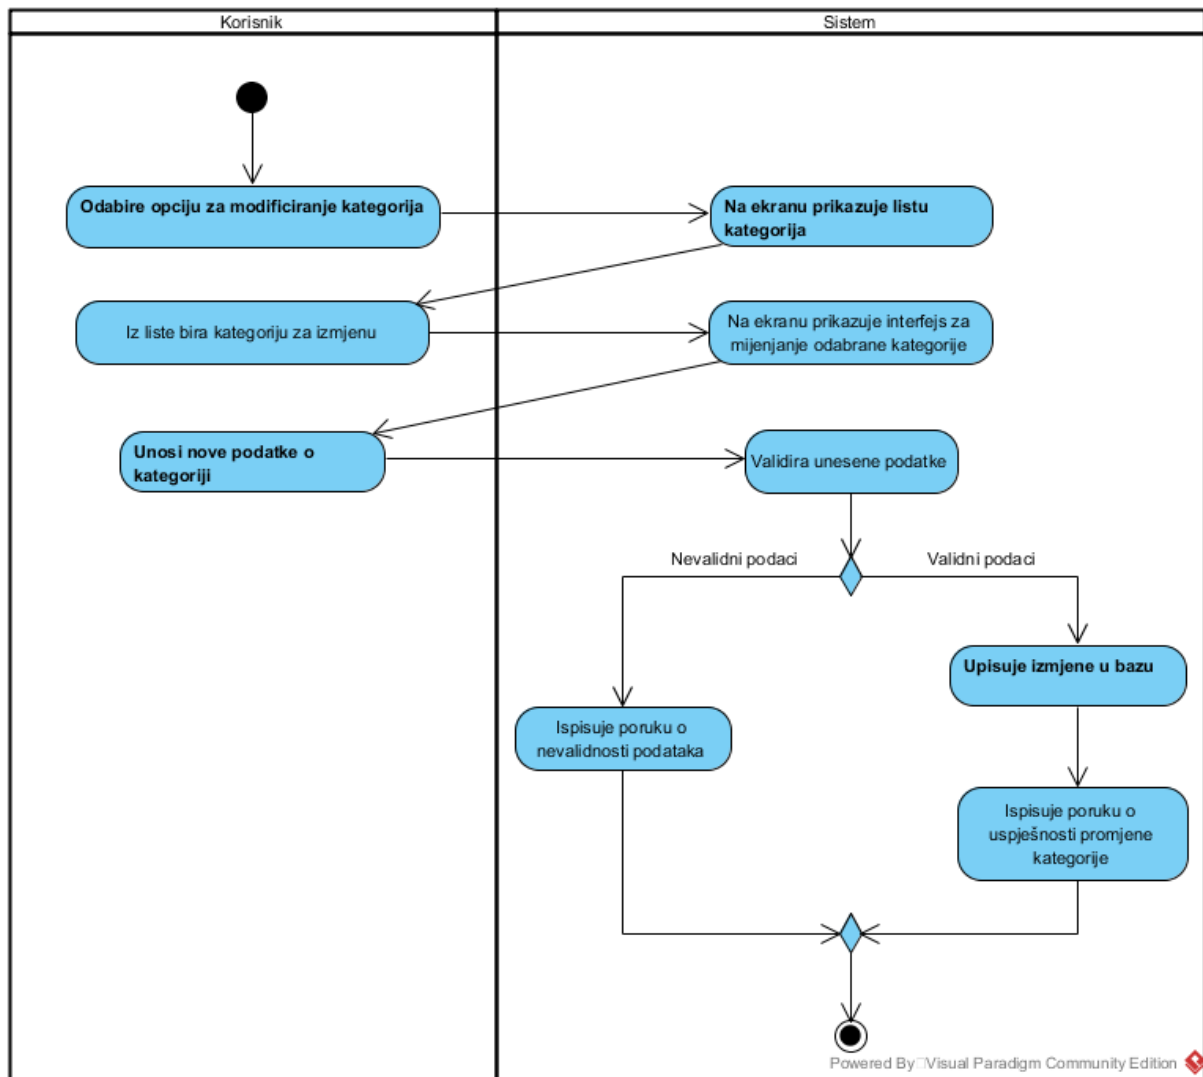 Korisnik
Sistem
Odabire opciju za modificiranje kategorija
Na ekranu prikazuje listu
kategorija
Iz liste bira kategoriju za izmjenu
Na ekranu prikazuje interfejs za
mijenjanje odabrane kategorije
Unosi nove podatke o
kategoriji
Validira unesene podatke
Nevalidni podaci
Validni podaci
Upisuje izmjene u bazu
Ispisuje poruku o
nevalidnosti podataka
Ispisuje poruku o
uspješnosti promjene
kategorije
Powered By Visual Paradigm Community Edition